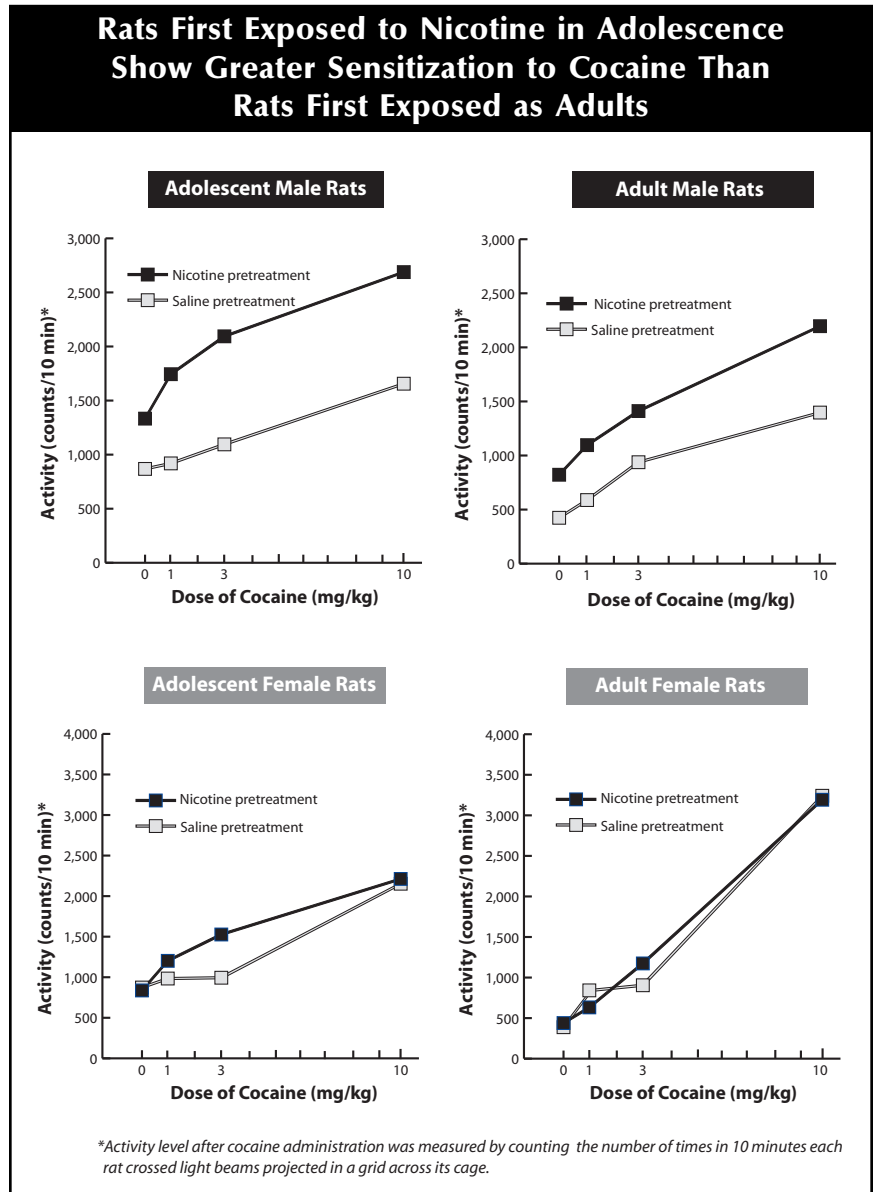 Rats First Exposed to Nicotine in Adolescence
Show Greater Sensitization to Cocaine Than
Rats First Exposed as Adults
Adolescent Male Rats
3,000
2,500
2,000
1,500
1,000
500
0
Activity (counts/10 min)*
Nicotine pretreatment
Saline pretreatment
0 1 3 10
Dose of Cocaine (mg/kg)
Adult Male Rats
3,000
2,500
2,000
1,500
1,000
500
0
Activity (counts/10 min)*
Nicotine pretreatment
Saline pretreatment
0 1 3 10
Dose of Cocaine (mg/kg)
Adolescent Female Rats
4,000
3,500
3,000
2,500
2,000
1,500
1,000
500
0
Activity (counts/10 min)*
Nicotine pretreatment
Saline pretreatment
0 1 3 10
Dose of Cocaine (mg/kg)
Adult Female Rats
4,000
3,500
3,000
2,500
2,000
1,500
1,000
500
0
Activity (counts/10 min)*
Nicotine pretreatment
Saline pretreatment
0 1 3 10
Dose of Cocaine (mg/kg)
*Activity level after cocaine administration was measured by counting the number of times in 10 minutes each
rat crossed light beams projected in a grid across its cage.